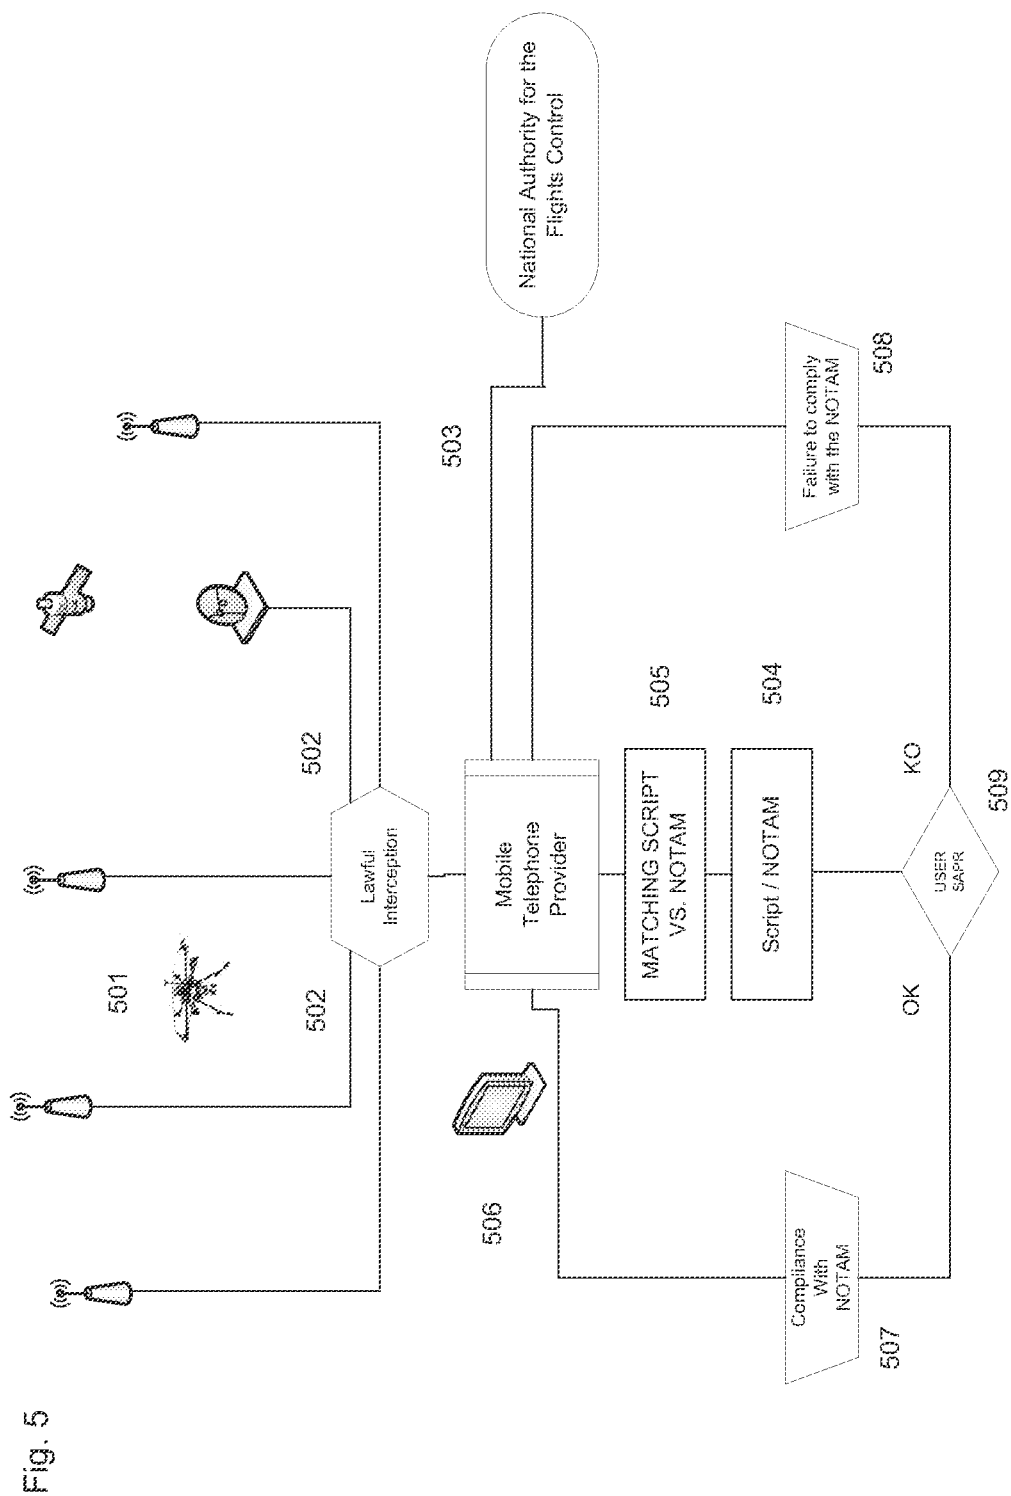 Fig. 5
501
502
502
Lawful
Interception
503
National Authority for the
Flights Control
Mobile
Telephone
Provider
506
MATCHING SCRIPT
VS. NOTAM
505
Script / NOTAM
504
Compliance
With
NOTAM
507
Failure to comply
with the NOTAM
508
OK
KO
USER
SAPR
509